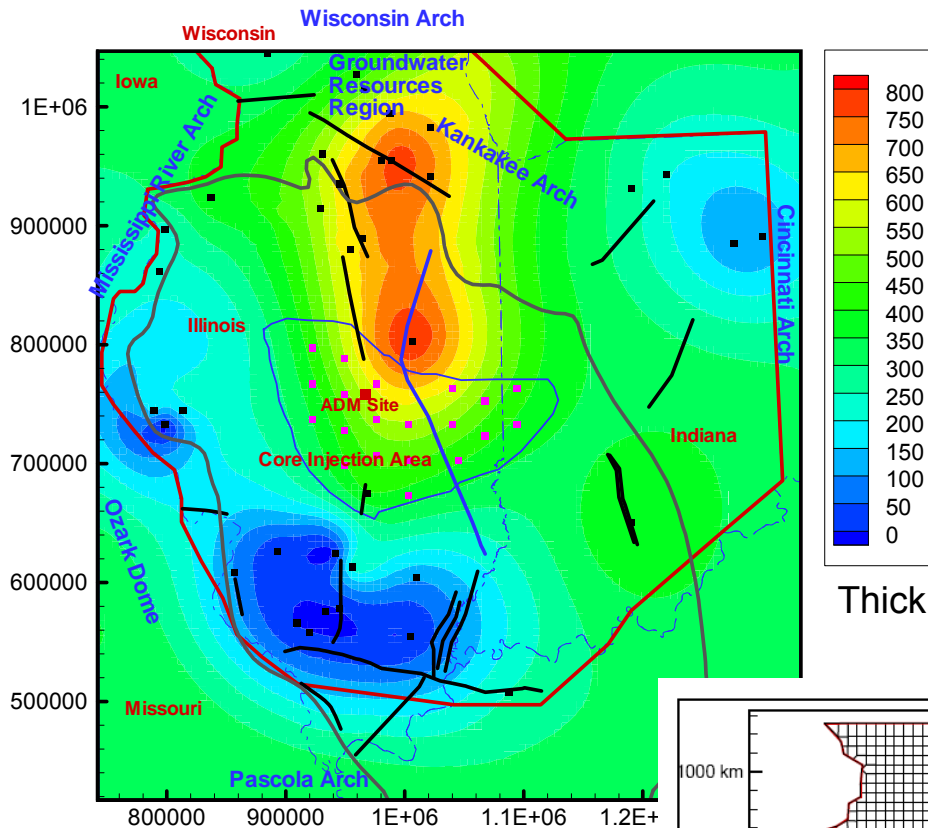 Wisconsin Arch
Wisconsin
Iowa
Groundwater
Resources
Region
Kankakee Arch
Mississippi River Arch
Cincinnati Arch
Illinois
ADM Site
Core Injection Area
Indiana
Ozark Dome
Missouri
Pascola Arch
1E+06
900000
800000
700000
600000
500000
800000
900000
1E+06
1.1E+06
1.2E+
800
750
700
650
600
550
500
450
400
350
300
250
200
150
100
50
0
Thick
1000 km